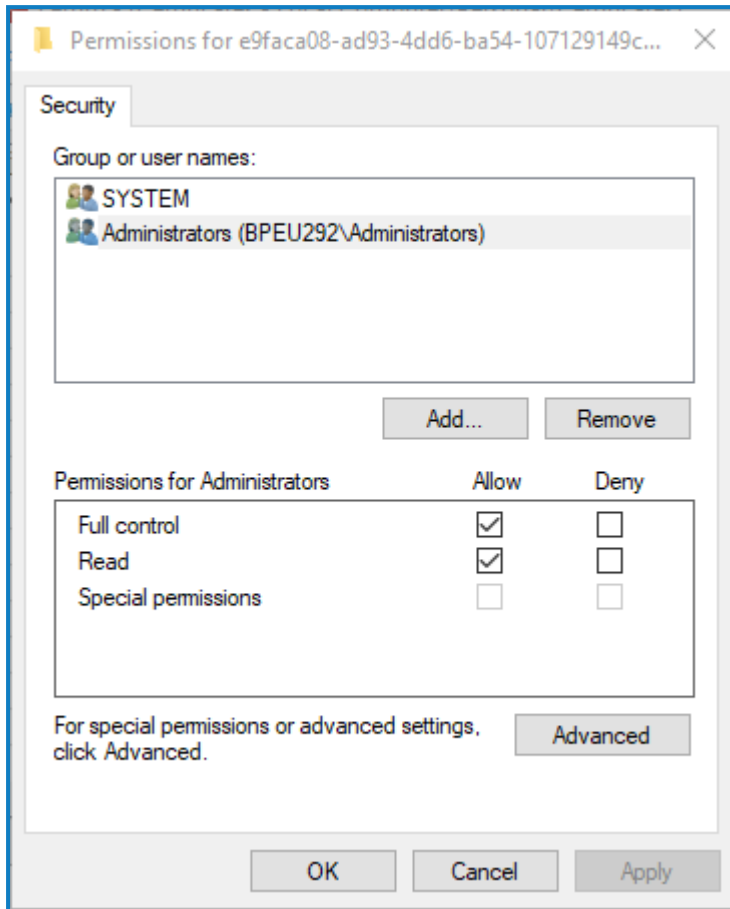 Permissions for e9faca08-ad93-4dd6-ba54-107129149c...
Security
Group or user names:
SYSTEM
Administrators (BPEU292\Administrators)
Add...
Remove
Permissions for Administrators
Allow
Deny
Full control
Read
Special permissions
For special permissions or advanced settings,
click Advanced.
Advanced
OK
Cancel
Apply